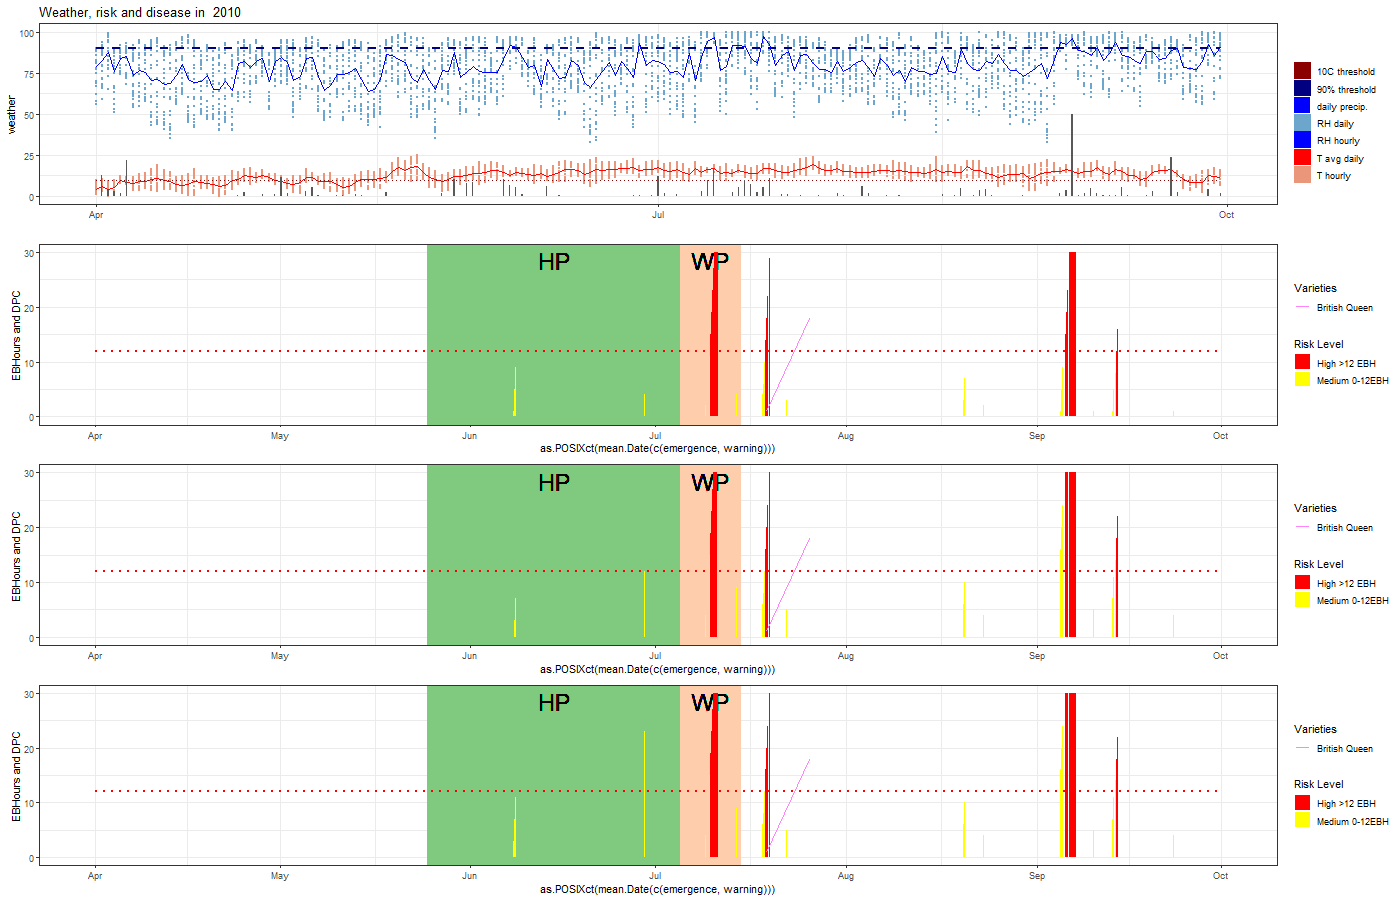 Weather, risk and disease in  2010
weather
100
75
50
25
0
Apr
Jul
Oct
10C threshold
90% threshold
daily precip.
RH daily
RH hourly
T avg daily
T hourly
EBHours and DPC
30
20
10
0
HP
WP
Apr
May
Jun
Jul
Aug
Sep
Oct
as.POSIXct(mean.Date(c(emergence, warning)))
Varieties
British Queen
Risk Level
High >12 EBH
Medium 0-12EBH
EBHours and DPC
30
20
10
0
HP
WP
Apr
May
Jun
Jul
Aug
Sep
Oct
as.POSIXct(mean.Date(c(emergence, warning)))
Varieties
British Queen
Risk Level
High >12 EBH
Medium 0-12EBH
EBHours and DPC
30
20
10
0
HP
WP
Apr
May
Jun
Jul
Aug
Sep
Oct
as.POSIXct(mean.Date(c(emergence, warning)))
Varieties
British Queen
Risk Level
High >12 EBH
Medium 0-12EBH